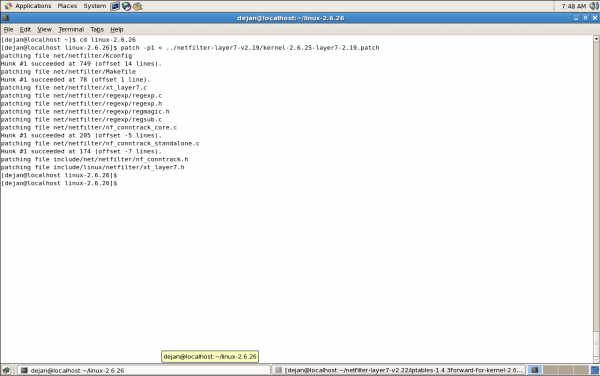 Applications Places System
7:48 AM
dejan@localhost:~/linux-2.6.26
File Edit View Terminal Tabs Help
[dejan@localhost ~]$ cd linux-2.6.26
[dejan@localhost linux-2.6.26]$ patch -p1 < ../netfilter-layer7-v2.19/kernel-2.6.25-layer7-2.19.patch
patching file net/netfilter/Kconfig
Hunk #1 succeeded at 749 (offset 14 lines).
patching file net/netfilter/Makefile
Hunk #1 succeeded at 78 (offset 1 line).
patching file net/netfilter/xt_layer7.c
patching file net/netfilter/regexp/regexp.c
patching file net/netfilter/regexp/regexp.h
patching file net/netfilter/regexp/regmagic.h
patching file net/netfilter/regexp/regsub.c
patching file net/netfilter/nf_conntrack_core.c
Hunk #1 succeeded at 205 (offset -5 lines).
patching file net/netfilter/nf_conntrack_standalone.c
Hunk #1 succeeded at 174 (offset -7 lines).
patching file include/net/netfilter/nf_conntrack.h
patching file include/linux/netfilter/xt_layer7.h
[dejan@localhost linux-2.6.26]$
[dejan@localhost linux-2.6.26]$
dejan@localhost:~/linux-2.6.26
dejan@localhost:~/linux-2.6.26
[dejan@localhost:~/netfilter-layer7-v2.22/iptables-1.4.3forward-for-kernel-2.6...